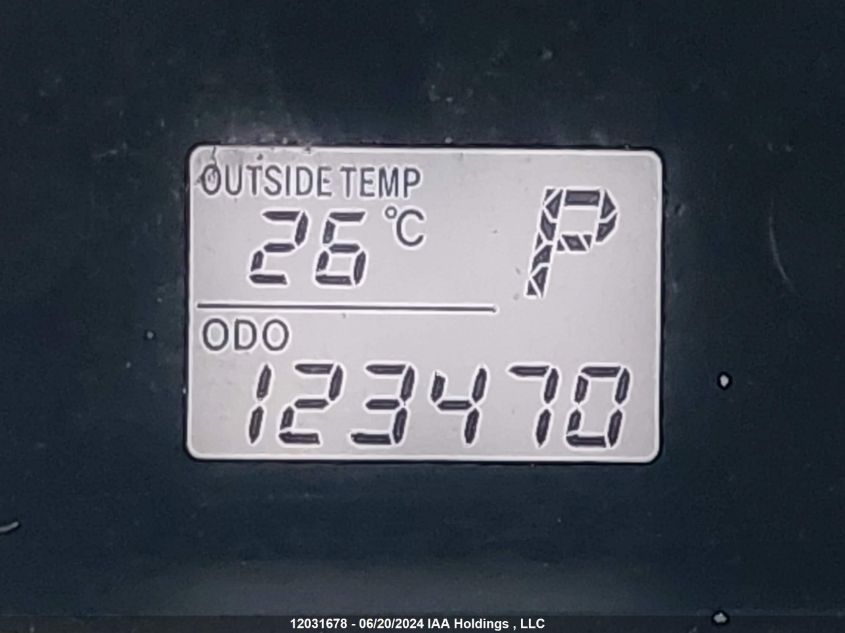 OUTSIDE TEMP
26 °C
P
ODO
123470
12031678 - 06/20/2024 IAA Holdings , LLC